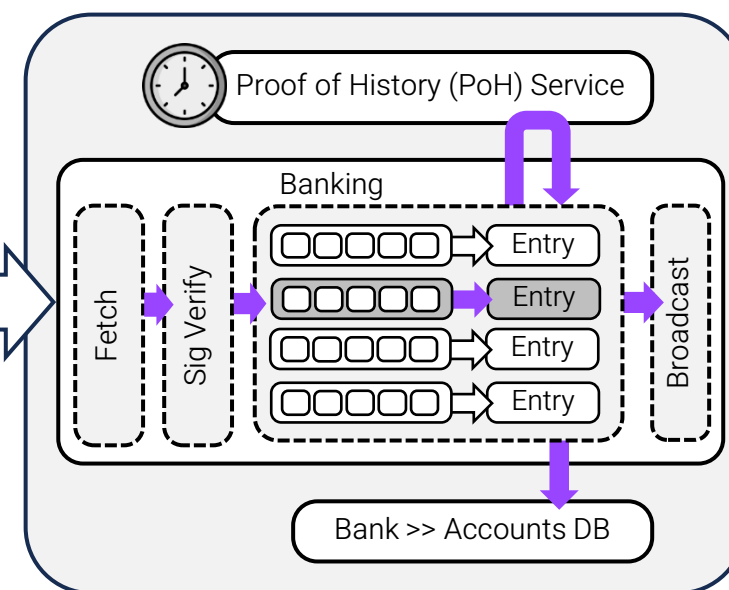 Proof of History (PoH) Service
Banking
Fetch
Sig Verify
Entry
Entry
Entry
Entry
Broadcast
Bank >> Accounts DB